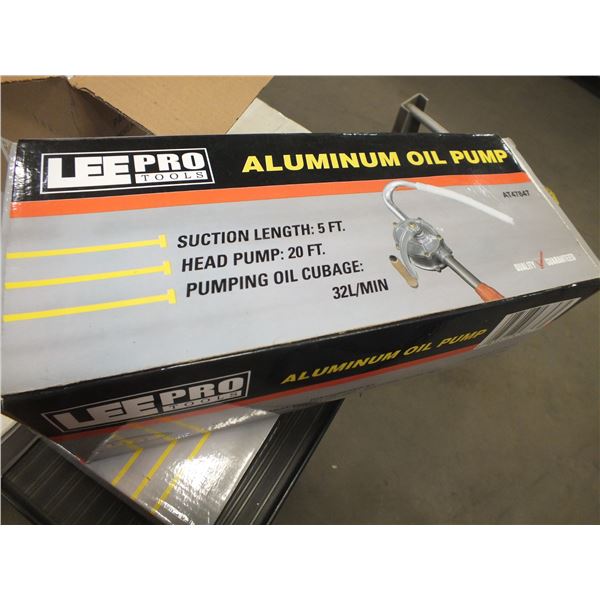 LEE PRO
TOOLS
ALUMINUM OIL PUMP
AT47647
SUCTION LENGTH: 5 FT.
HEAD PUMP: 20 FT.
PUMPING OIL CUBAGE:
32L/MIN
QUALITY GUARANTEED
LEE PRO
TOOLS
ALUMINUM OIL PUMP